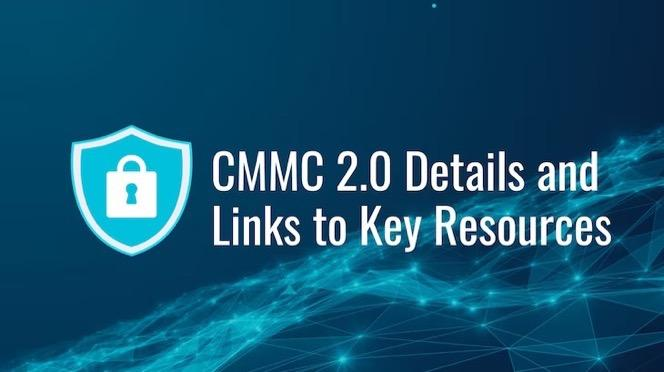 CMMC 2.0 Details and
Links to Key Resources